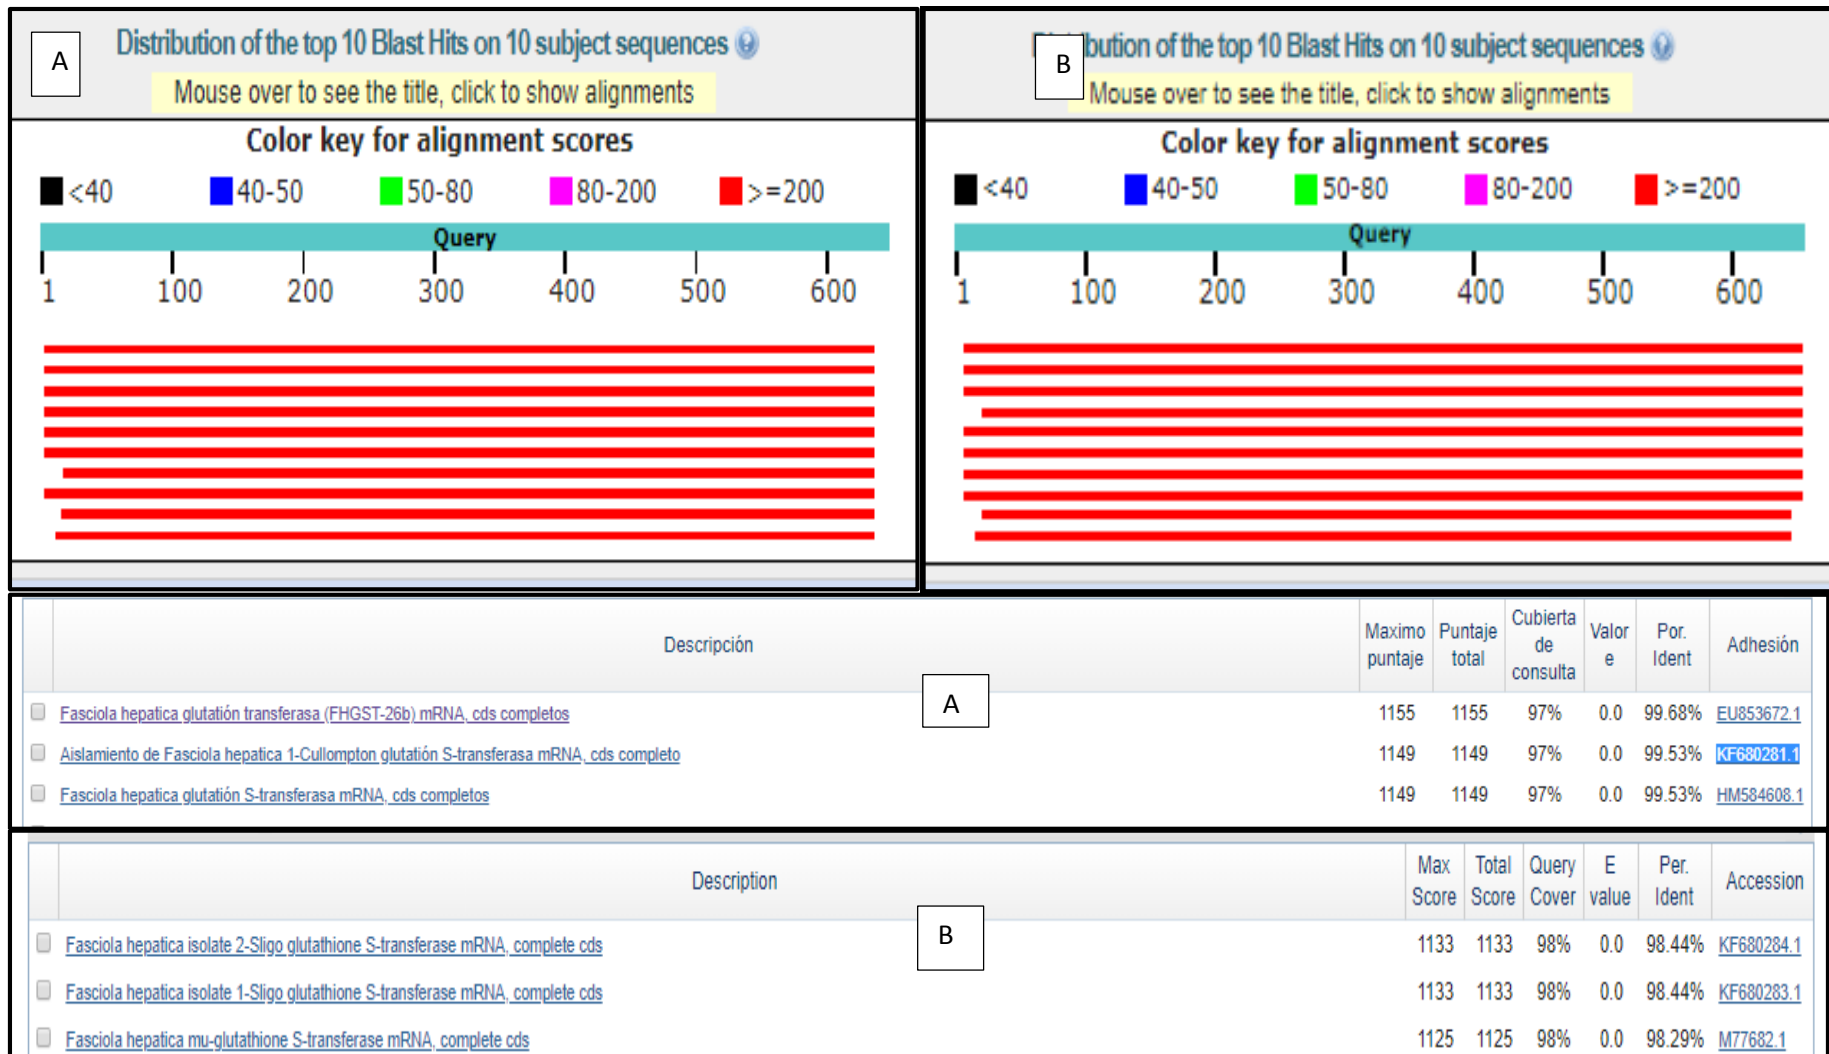 A
Distribution of the top 10 Blast Hits on 10 subject sequences
Mouse over to see the title, click to show alignments
Color key for alignment scores
<40 40-50 50-80 80-200 >=200
Query
1 100 200 300 400 500 600
B
bution of the top 10 Blast Hits on 10 subject sequences
Mouse over to see the title, click to show alignments
Color key for alignment scores
<40 40-50 50-80 80-200 >=200
Query
1 100 200 300 400 500 600
Descripción Maximo puntaje Puntaje total Cubierta de consulta Valor e Por. Ident Adhesión
A
Fasciola hepatica glutatión transferasa (FHGST-26b) mRNA, cds completos 1155 1155 97% 0.0 99.68% EU853672.1
Aislamiento de Fasciola hepatica 1-Cullompton glutatión S-transferasa mRNA, cds completo 1149 1149 97% 0.0 99.53% KF680281.1
Fasciola hepatica glutatión S-transferasa mRNA, cds completos 1149 1149 97% 0.0 99.53% HM584608.1
Description Max Score Total Score Query Cover E value Per. Ident Accession
B
Fasciola hepatica isolate 2-Sligo glutathione S-transferase mRNA, complete cds 1133 1133 98% 0.0 98.44% KF680284.1
Fasciola hepatica isolate 1-Sligo glutathione S-transferase mRNA, complete cds 1133 1133 98% 0.0 98.44% KF680283.1
Fasciola hepatica mu-glutathione S-transferase mRNA, complete cds 1125 1125 98% 0.0 98.29% M77682.1